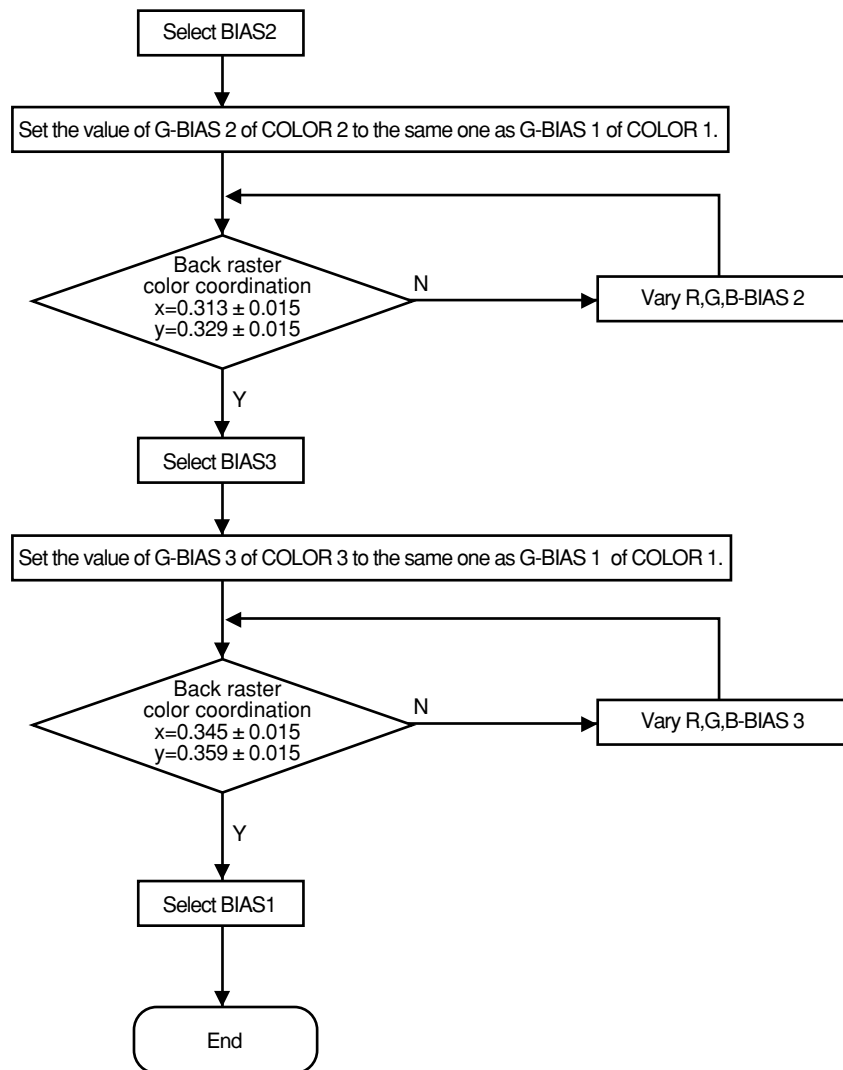 Select BIAS2
Set the value of G-BIAS 2 of COLOR 2 to the same one as G-BIAS 1 of COLOR 1.
Back raster
color coordination
x=0.313 ± 0.015
y=0.329 ± 0.015
N
Vary R,G,B-BIAS 2
Y
Select BIAS3
Set the value of G-BIAS 3 of COLOR 3 to the same one as G-BIAS 1 of COLOR 1.
Back raster
color coordination
x=0.345 ± 0.015
y=0.359 ± 0.015
N
Vary R,G,B-BIAS 3
Y
Select BIAS1
End